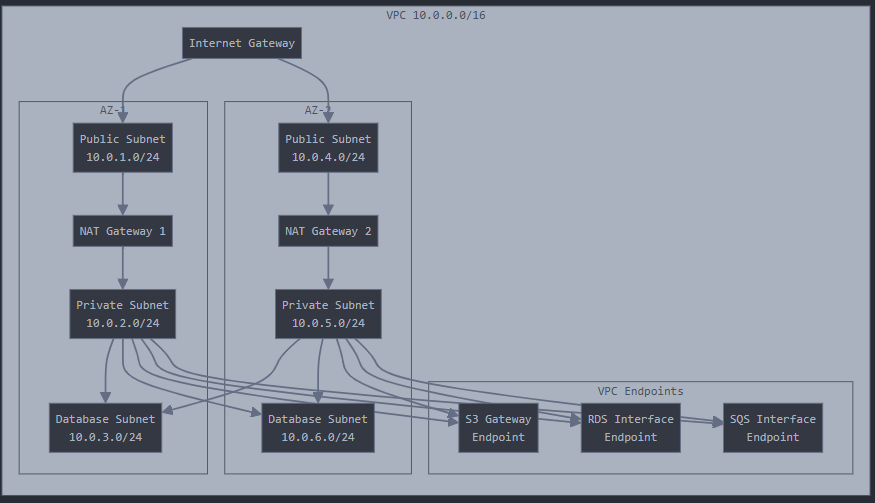 VPC 10.0.0.0/16
Internet Gateway
AZ-1
AZ-2
Public Subnet
10.0.1.0/24
Public Subnet
10.0.4.0/24
NAT Gateway 1
NAT Gateway 2
Private Subnet
10.0.2.0/24
Private Subnet
10.0.5.0/24
VPC Endpoints
Database Subnet
10.0.3.0/24
Database Subnet
10.0.6.0/24
S3 Gateway
Endpoint
RDS Interface
Endpoint
SQS Interface
Endpoint